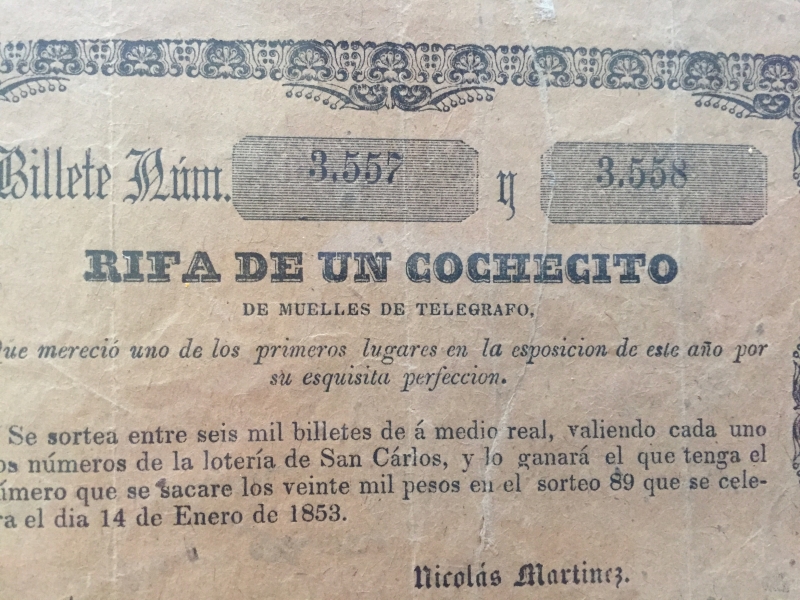 Billete Núm. 3.557 y 3.558
RIFA DE UN COCHECITO
DE MUELLES DE TELEGRAFO,
Que mereció uno de los primeros lugares en la esposicion de este año por
su esquisita perfeccion.
Se sortea entre seis mil billetes de á medio real, valiendo cada uno
os números de la lotería de San Cárlos, y lo ganará el que tenga el
úmero que se sacare los veinte mil pesos en el sorteo 89 que se cele-
ra el dia 14 de Enero de 1853.
Nicolás Martinez.